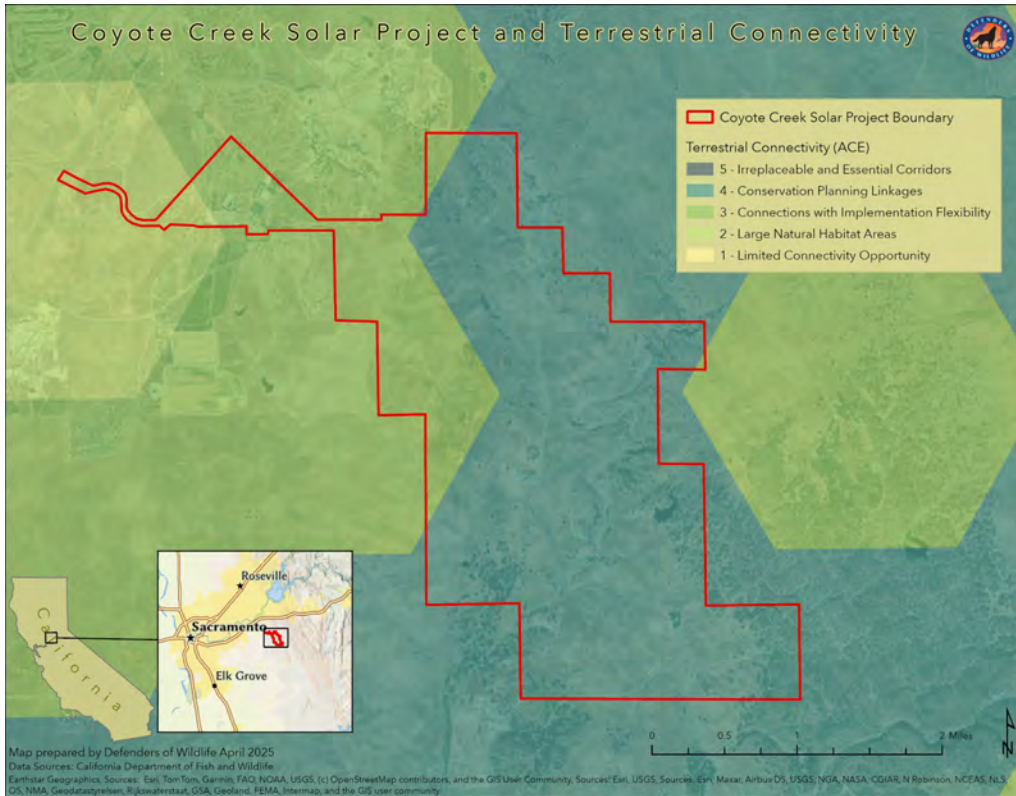 Coyote Creek Solar Project and Terrestrial Connectivity
DEFENDERS
OF WILDLIFE
Coyote Creek Solar Project Boundary
Terrestrial Connectivity (ACE)
5 - Irreplaceable and Essential Corridors
4 - Conservation Planning Linkages
3 - Connections with Implementation Flexibility
2 - Large Natural Habitat Areas
1 - Limited Connectivity Opportunity
California
Roseville
Sacramento
Elk Grove
0 0.5 1 2 Miles
N
Map prepared by Defenders of Wildlife April 2025
Data Sources: California Department of Fish and Wildlife
Earthstar Geographics, Sources: Esri, TomTom, Garmin, FAO, NOAA, USGS, (c) OpenStreetMap contributors, and the GIS User Community, Sources: Esri, USGS, Sources: Esri, Maxar, Airbus DS, USGS, NGA, NASA, CGIAR, N Robinson, NCEAS, NLS,
OS, NMA, Geodatastyrelsen, Rijkswaterstaat, GSA, Geoland, FEMA, Intermap, and the GIS user community